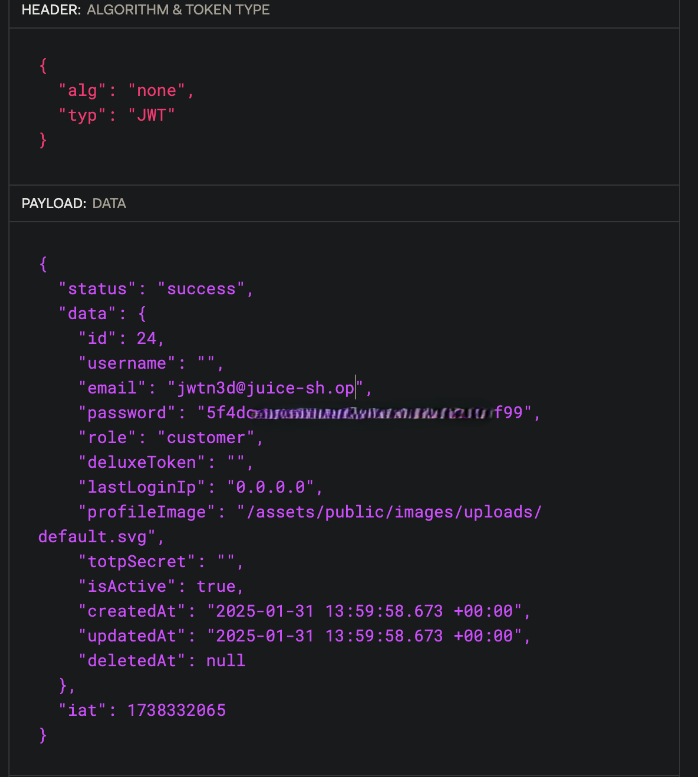 HEADER: ALGORITHM & TOKEN TYPE
{
"alg": "none",
"typ": "JWT"
}
PAYLOAD: DATA
{
"status": "success",
"data": {
"id": 24,
"username": "",
"email": "jwtn3d@juice-sh.op",
"password": "5f4dc f99",
"role": "customer",
"deluxeToken": "",
"lastLoginIp": "0.0.0.0",
"profileImage": "/assets/public/images/uploads/
default.svg",
"totpSecret": "",
"isActive": true,
"createdAt": "2025-01-31 13:59:58.673 +00:00",
"updatedAt": "2025-01-31 13:59:58.673 +00:00",
"deletedAt": null
},
"iat": 1738332065
}